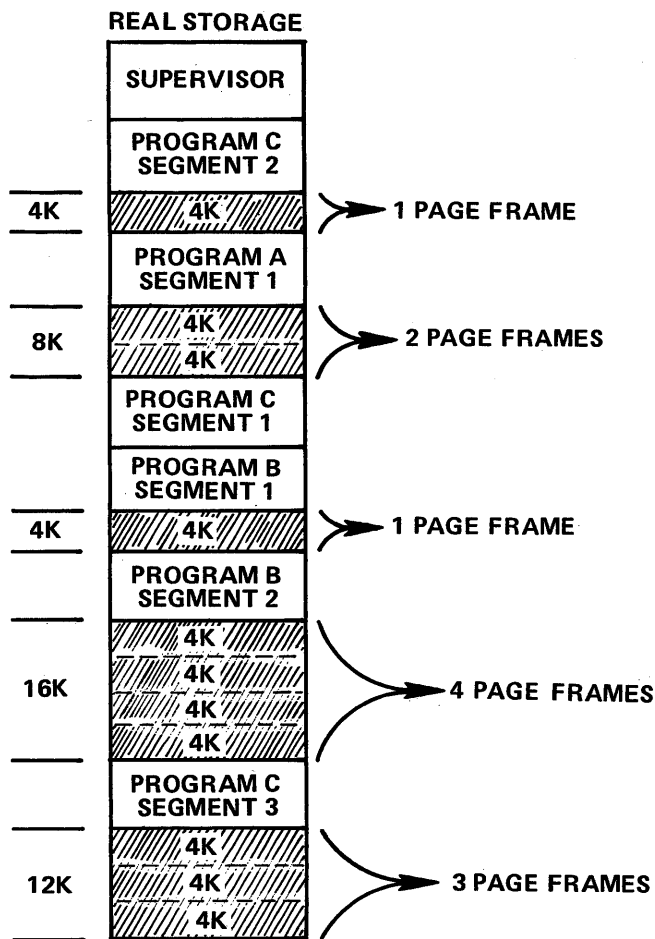 REAL STORAGE
SUPERVISOR
PROGRAM C
SEGMENT 2
4K
4K
1 PAGE FRAME
PROGRAM A
SEGMENT 1
8K
4K
4K
2 PAGE FRAMES
PROGRAM C
SEGMENT 1
PROGRAM B
SEGMENT 1
4K
4K
1 PAGE FRAME
PROGRAM B
SEGMENT 2
16K
4K
4K
4K
4K
4 PAGE FRAMES
PROGRAM C
SEGMENT 3
12K
4K
4K
4K
3 PAGE FRAMES